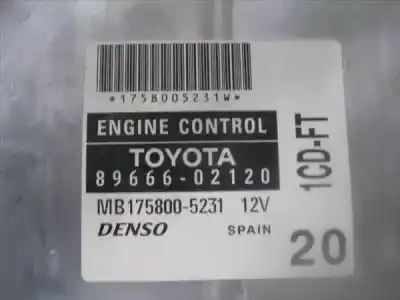 *1758005231W*
ENGINE CONTROL
TOYOTA
89666-02120
MB175800-5231 12V
DENSO SPAIN
1CD-FT
20